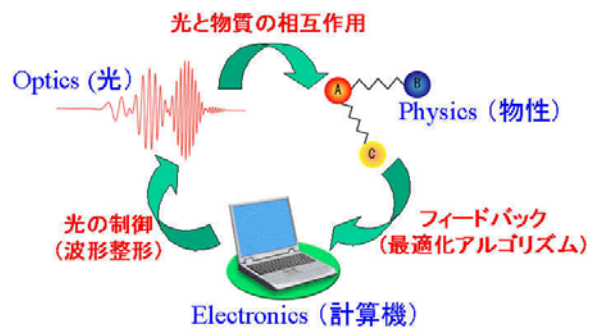 光と物質の相互作用
Optics (光)
A
B
Physics (物性)
C
光の制御
(波形整形)
フィードバック
(最適化アルゴリズム)
Electronics (計算機)